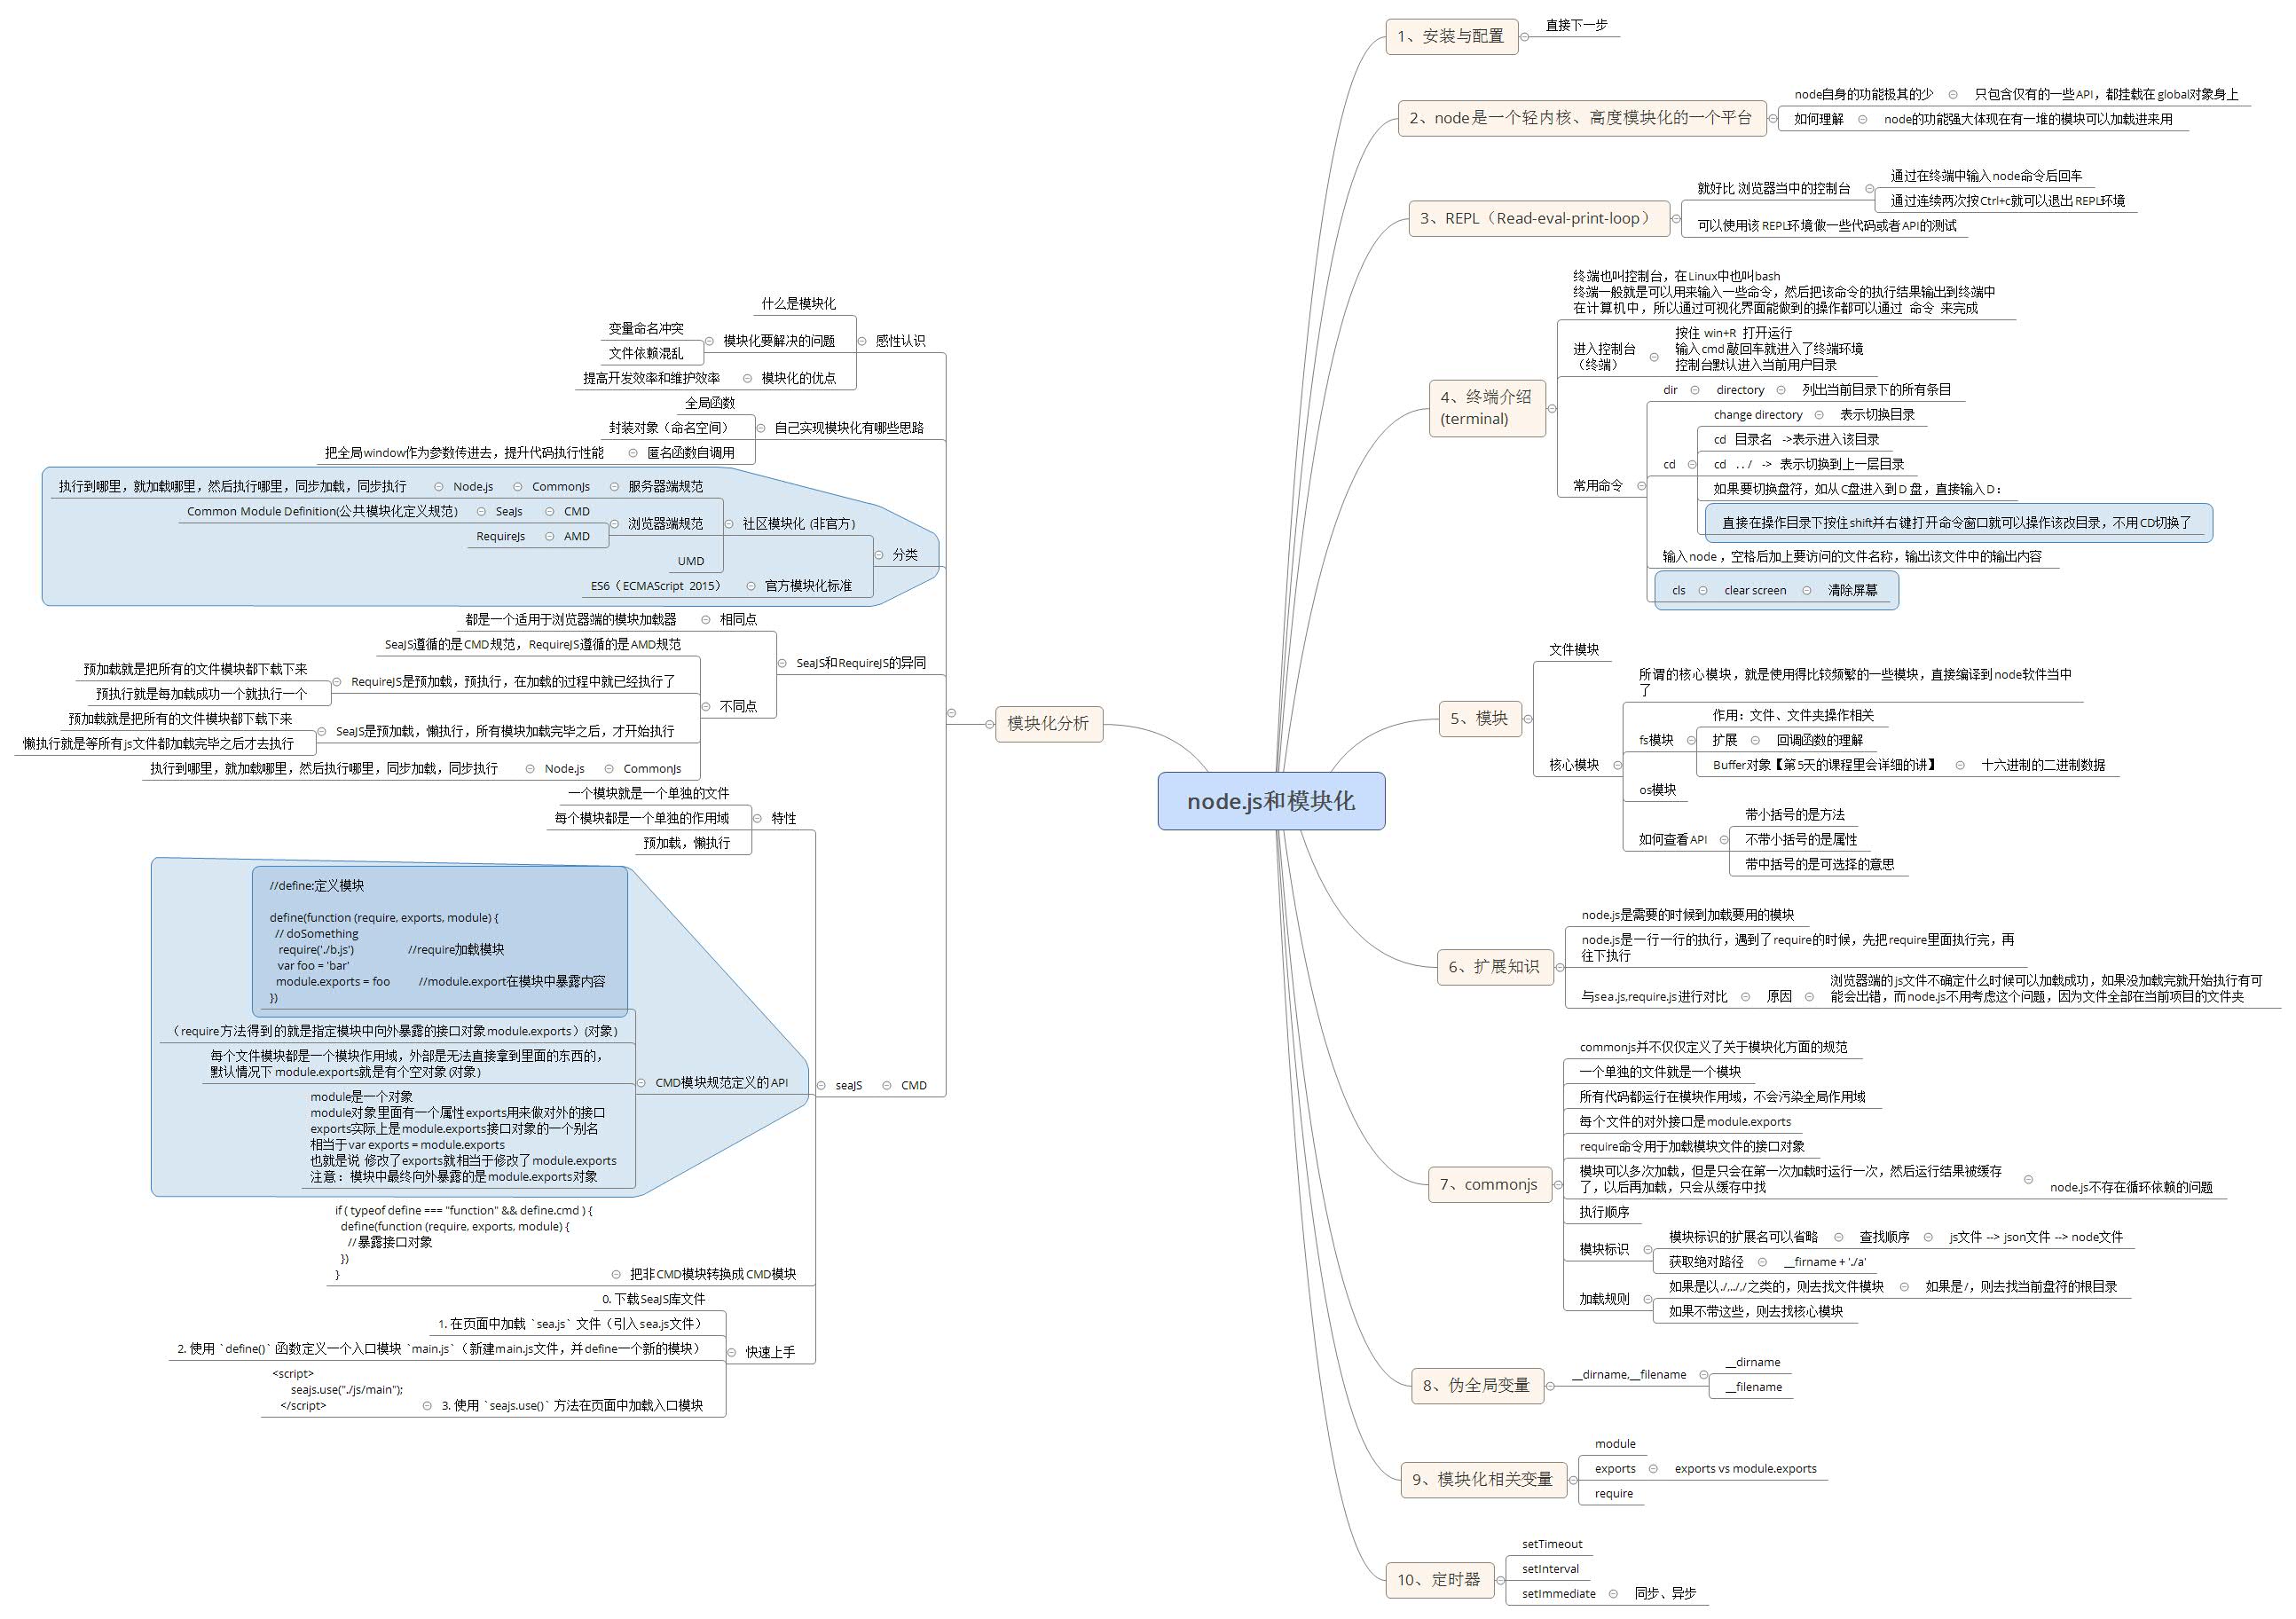 node.js和模块化
1、安装与配置
直接下一步
2、node是一个轻内核、高度模块化的一个平台
node自身的功能极其的少
只包含仅有的一些API，都挂载在global对象身上
如何理解
node的功能强大体现在有一堆的模块可以加载进来用
3、REPL（Read-eval-print-loop）
就好比 浏览器当中的控制台
通过在终端中输入node命令后回车
通过连续两次按Ctrl+c就可以退出REPL环境
可以使用该REPL环境做一些代码或者API的测试
4、终端介绍
(terminal)
终端也叫控制台，在Linux中也叫bash
终端一般就是可以用来输入一些命令，然后把该命令的执行结果输出到终端中
在计算机中，所以通过可视化界面能做到的操作都可以通过 命令 来完成
进入控制台
（终端）
按住 win+R 打开运行
输入cmd 敲回车就进入了终端环境
控制台默认进入当前用户目录
常用命令
dir
directory
列出当前目录下的所有条目
cd
change directory
表示切换目录
cd 目录名 ->表示进入该目录
cd ../ -> 表示切换到上一层目录
如果要切换盘符，如从C盘进入到D盘，直接输入D：
直接在操作目录下按住shift并右键打开命令窗口就可以操作该改目录，不用CD切换了
输入node ，空格后加上要访问的文件名称，输出该文件中的输出内容
cls
clear screen
清除屏幕
5、模块
文件模块
核心模块
所谓的核心模块，就是使用得比较频繁的一些模块，直接编译到node软件当中
了
fs模块
作用：文件、文件夹操作相关
扩展
回调函数的理解
Buffer对象【第5天的课程里会详细的讲】
十六进制的二进制数据
os模块
如何查看API
带小括号的是方法
不带小括号的是属性
带中括号的是可选择的意思
6、扩展知识
node.js是需要的时候到加载要用的模块
node.js是一行一行的执行，遇到了require的时候，先把require里面执行完，再
往下执行
与sea.js,require.js进行对比
原因
浏览器端的js文件不确定什么时候可以加载成功，如果没加载完就开始执行有可
能会出错，而node.js不用考虑这个问题，因为文件全部在当前项目的文件夹
7、commonjs
commonjs并不仅仅定义了关于模块化方面的规范
一个单独的文件就是一个模块
所有代码都运行在模块作用域，不会污染全局作用域
每个文件的对外接口是module.exports
require命令用于加载模块文件的接口对象
模块可以多次加载，但是只会在第一次加载时运行一次，然后运行结果被缓存
了，以后再加载，只会从缓存中找
node.js不存在循环依赖的问题
执行顺序
模块标识
模块标识的扩展名可以省略
查找顺序
js文件 --> json文件 --> node文件
获取绝对路径
__firname + './a'
加载规则
如果是以./,../,/之类的，则去找文件模块
如果是/，则去找当前盘符的根目录
如果不带这些，则去找核心模块
8、伪全局变量
__dirname,__filename
__dirname
__filename
9、模块化相关变量
module
exports
exports vs module.exports
require
10、定时器
setTimeout
setInterval
setImmediate
同步、异步
模块化分析
感性认识
什么是模块化
模块化要解决的问题
变量命名冲突
文件依赖混乱
模块化的优点
提高开发效率和维护效率
自己实现模块化有哪些思路
全局函数
封装对象（命名空间）
匿名函数自调用
把全局window作为参数传进去，提升代码执行性能
分类
社区模块化 (非官方)
服务器端规范
CommonJs
Node.js
执行到哪里，就加载哪里，然后执行哪里，同步加载，同步执行
浏览器端规范
CMD
SeaJs
Common Module Definition(公共模块化定义规范)
AMD
RequireJs
UMD
官方模块化标准
ES6（ECMAScript 2015）
SeaJS和RequireJS的异同
相同点
都是一个适用于浏览器端的模块加载器
不同点
SeaJS遵循的是CMD规范，RequireJS遵循的是AMD规范
RequireJS是预加载，预执行，在加载的过程中就已经执行了
预加载就是把所有的文件模块都下载下来
预执行就是每加载成功一个就执行一个
SeaJS是预加载，懒执行，所有模块加载完毕之后，才开始执行
预加载就是把所有的文件模块都下载下来
懒执行就是等所有js文件都加载完毕之后才去执行
CommonJs
Node.js
执行到哪里，就加载哪里，然后执行哪里，同步加载，同步执行
CMD
seaJS
特性
一个模块就是一个单独的文件
每个模块都是一个单独的作用域
预加载，懒执行
CMD模块规范定义的API
//define:定义模块
define(function (require, exports, module) {
// doSomething
require('./b.js') //require加载模块
var foo = 'bar'
module.exports = foo //module.export在模块中暴露内容
})
（require方法得到的就是指定模块中向外暴露的接口对象module.exports）(对象)
每个文件模块都是一个模块作用域，外部是无法直接拿到里面的东西的，
默认情况下module.exports就是有个空对象(对象)
module是一个对象
module对象里面有一个属性exports用来做对外的接口
exports实际上是module.exports接口对象的一个别名
相当于var exports = module.exports
也就是说 修改了exports就相当于修改了module.exports
注意：模块中最终向外暴露的是module.exports对象
把非CMD模块转换成CMD模块
if ( typeof define === "function" && define.cmd ) {
define(function (require, exports, module) {
//暴露接口对象
})
}
快速上手
0. 下载SeaJS库文件
1. 在页面中加载 `sea.js` 文件（引入sea.js文件）
2. 使用 `define()` 函数定义一个入口模块 `main.js`（新建main.js文件，并define一个新的模块）
3. 使用 `seajs.use()` 方法在页面中加载入口模块
<script>
seajs.use("./js/main");
</script>